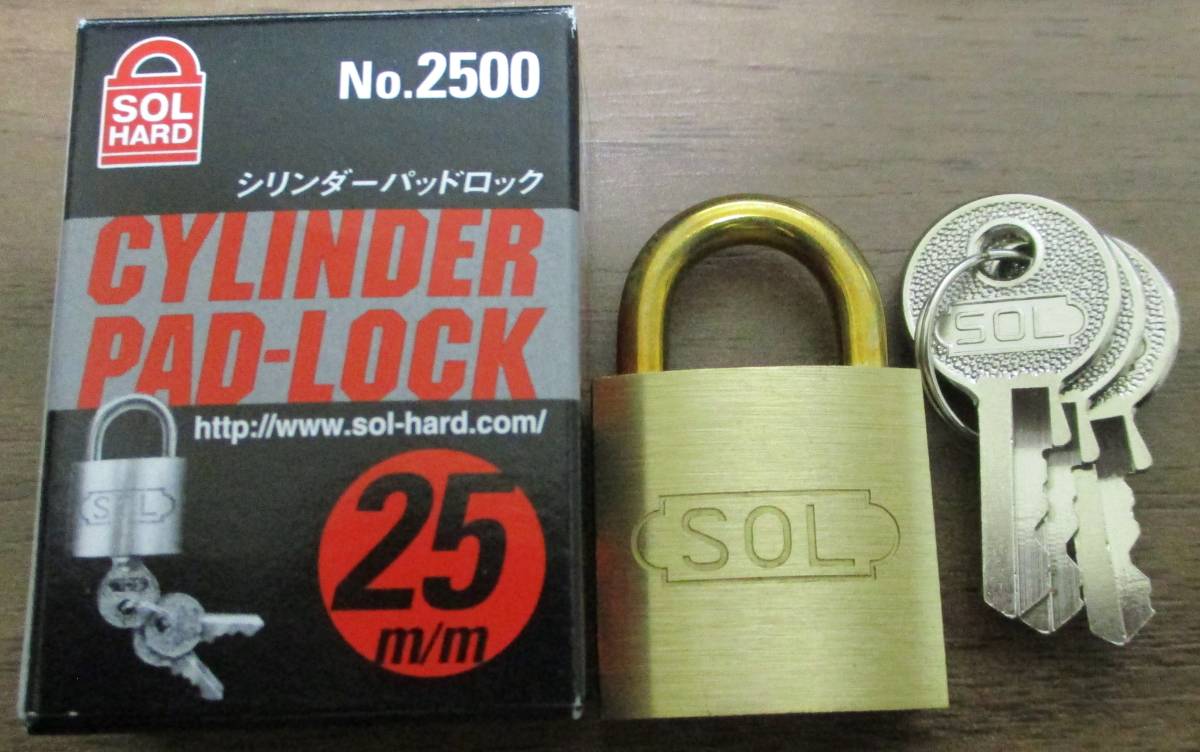 SOL
HARD
No.2500
シリンダーパッドロック
CYLINDER
PAD-LOCK
http://www.sol-hard.com/
SOL
25
m/m
SOL
SOL